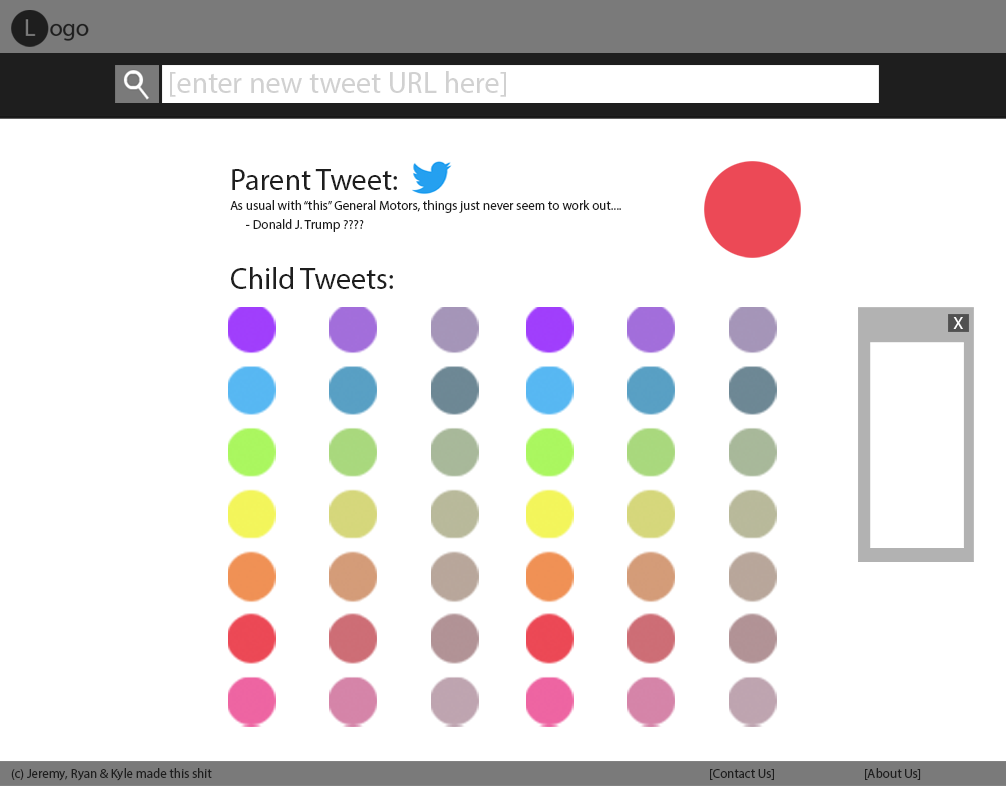 Logo
[enter new tweet URL here]
Parent Tweet:
As usual with “this” General Motors, things just never seem to work out....
- Donald J. Trump ????
Child Tweets:
X
(c) Jeremy, Ryan & Kyle made this shit [Contact Us] [About Us]